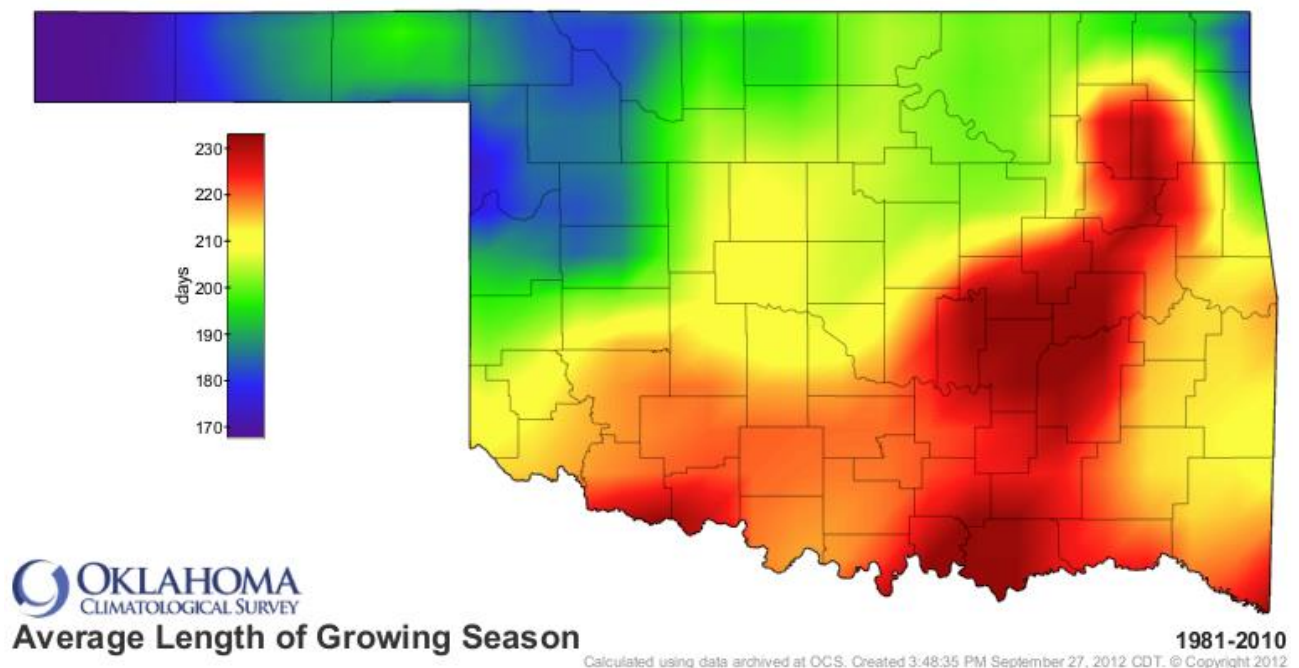 230
220
210
200
190
180
170
days
OKLAHOMA
CLIMATOLOGICAL SURVEY
Average Length of Growing Season
1981-2010
Calculated using data archived at OCS. Created 3:48:35 PM September 27, 2012 CDT. © Copyright 2012